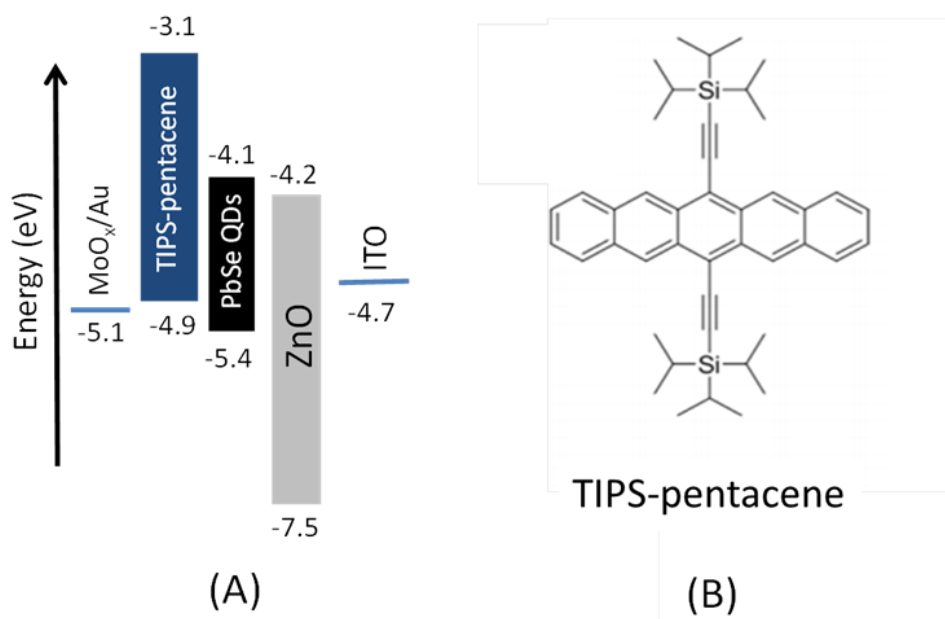 Energy (eV)
MoOₓ/Au
-5.1
-3.1
TIPS-pentacene
-4.9
-4.1
PbSe QDs
-5.4
-4.2
ZnO
-7.5
ITO
-4.7
(A)
Si
Si
TIPS-pentacene
(B)